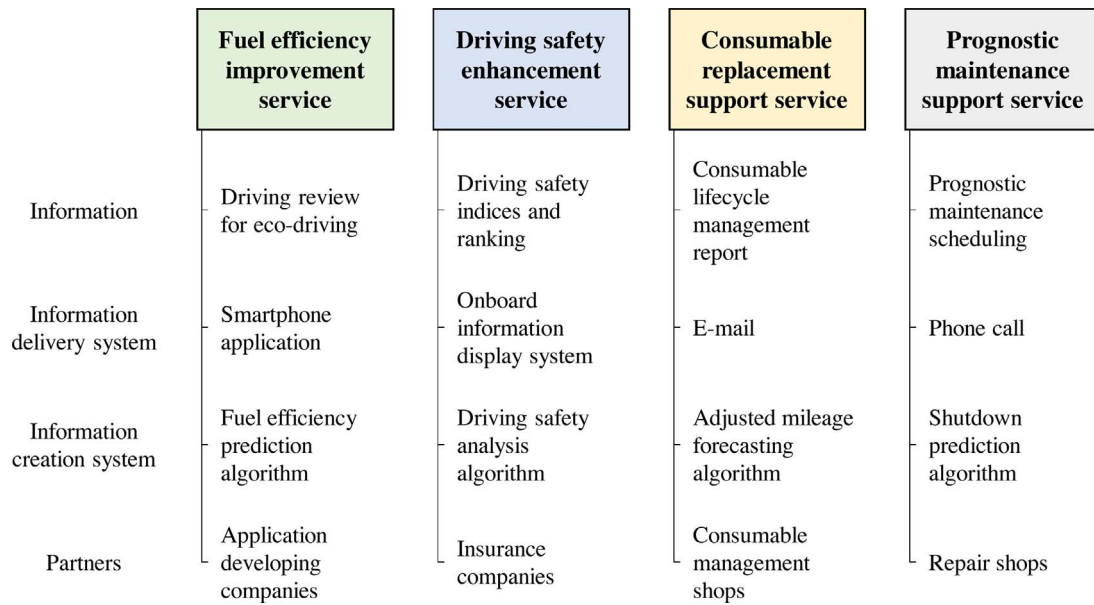 Fuel efficiency
improvement
service
Driving safety
enhancement
service
Consumable
replacement
support service
Prognostic
maintenance
support service
Information
Driving review
for eco-driving
Driving safety
indices and
ranking
Consumable
lifecycle
management
report
Prognostic
maintenance
scheduling
Information
delivery system
Smartphone
application
Onboard
information
display system
E-mail
Phone call
Information
creation system
Fuel efficiency
prediction
algorithm
Driving safety
analysis
algorithm
Adjusted mileage
forecasting
algorithm
Shutdown
prediction
algorithm
Partners
Application
developing
companies
Insurance
companies
Consumable
management
shops
Repair shops